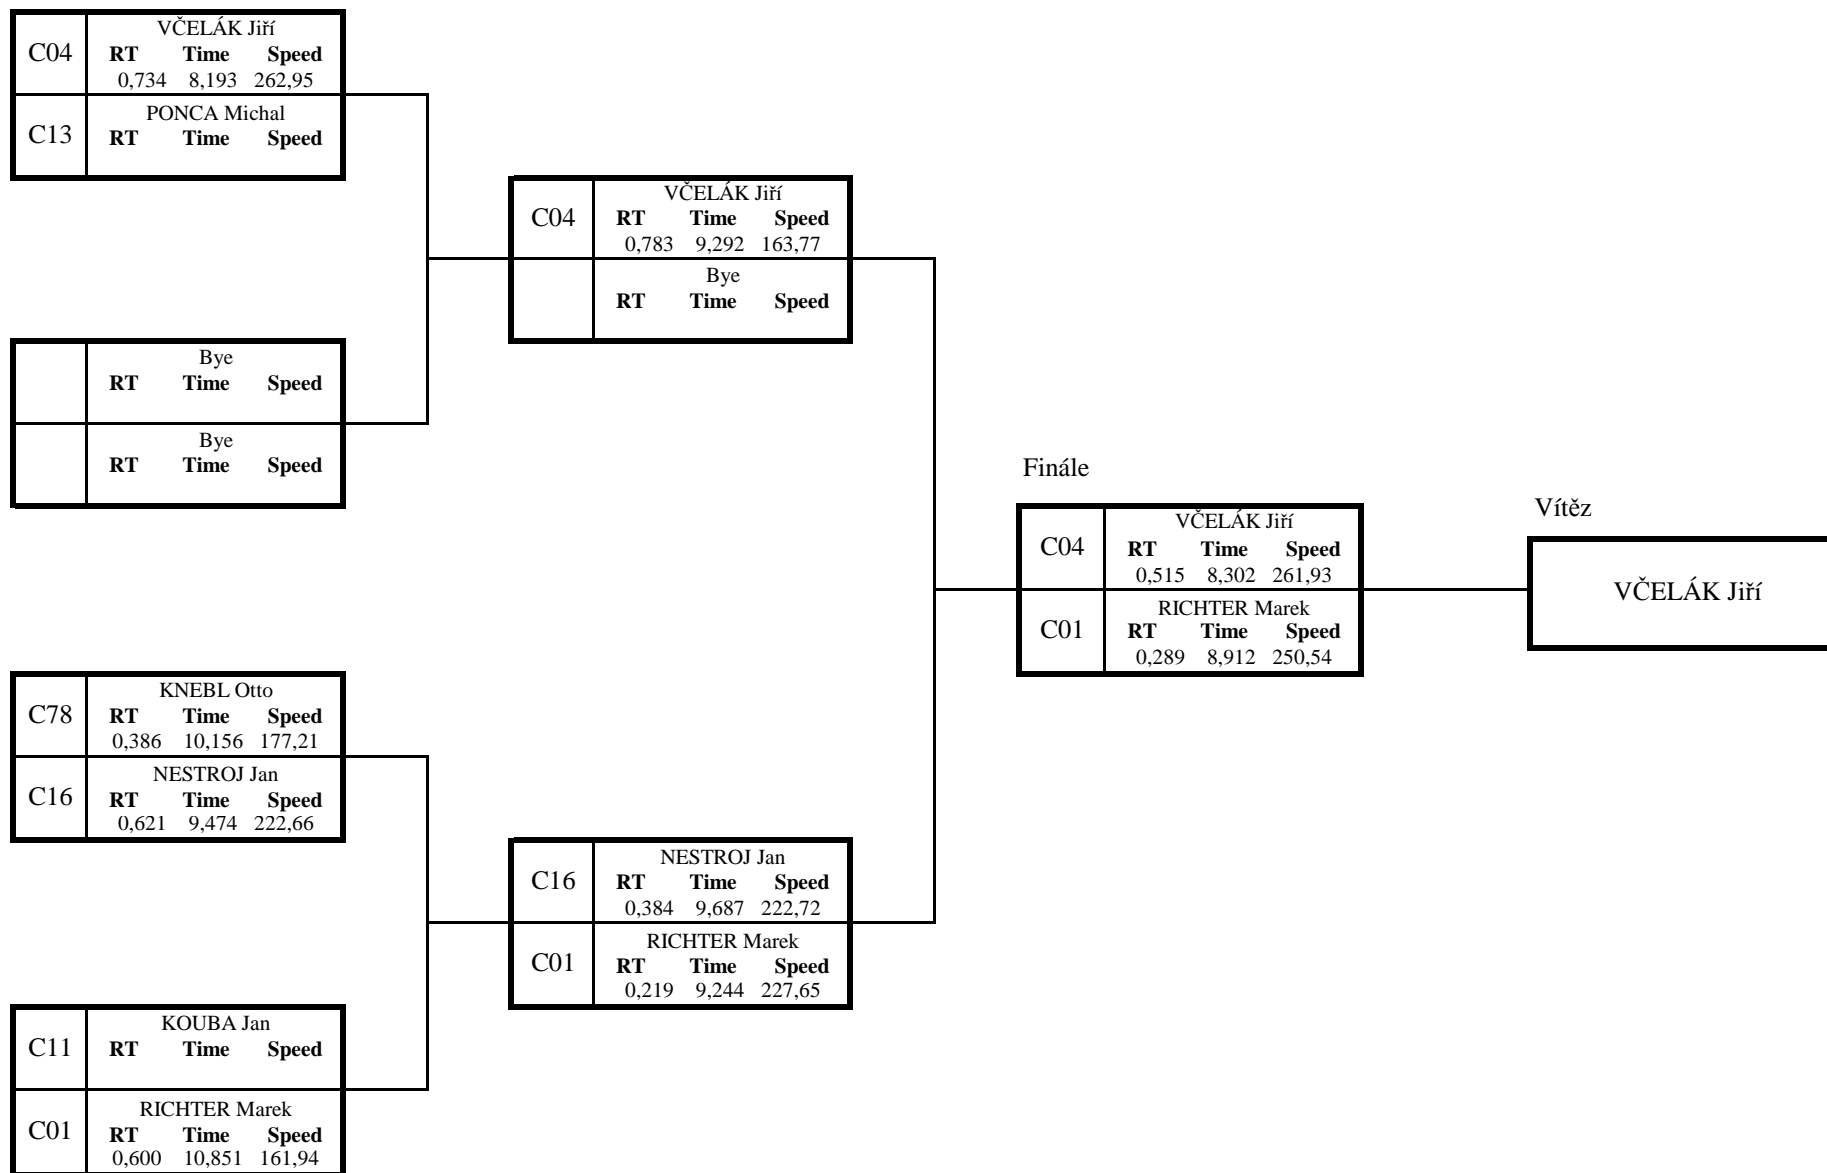 C04
VČELÁK Jiří
RT Time Speed
0,734 8,193 262,95
C13
PONCA Michal
RT Time Speed
Bye
RT Time Speed
Bye
RT Time Speed
C78
KNEBL Otto
RT Time Speed
0,386 10,156 177,21
C16
NESTROJ Jan
RT Time Speed
0,621 9,474 222,66
C11
KOUBA Jan
RT Time Speed
C01
RICHTER Marek
RT Time Speed
0,600 10,851 161,94
C04
VČELÁK Jiří
RT Time Speed
0,783 9,292 163,77
Bye
RT Time Speed
C16
NESTROJ Jan
RT Time Speed
0,384 9,687 222,72
C01
RICHTER Marek
RT Time Speed
0,219 9,244 227,65
Finále
C04
VČELÁK Jiří
RT Time Speed
0,515 8,302 261,93
C01
RICHTER Marek
RT Time Speed
0,289 8,912 250,54
Vítěz
VČELÁK Jiří